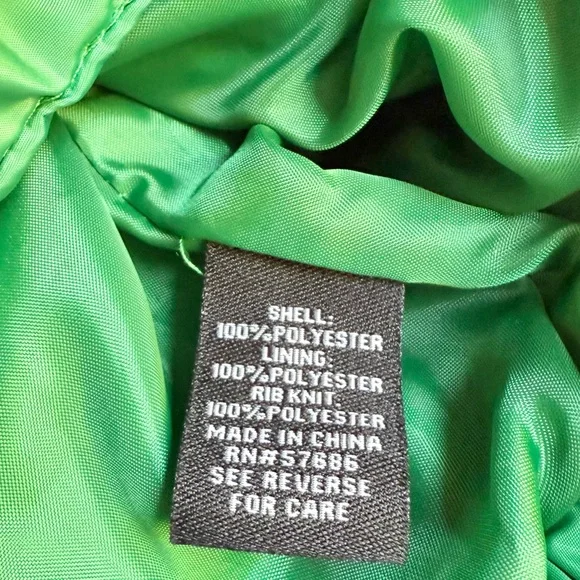 SHELL:
100%POLYESTER
LINING:
100%POLYESTER
RIB KNIT:
100%POLYESTER
MADE IN CHINA
RN#57686
SEE REVERSE
FOR CARE